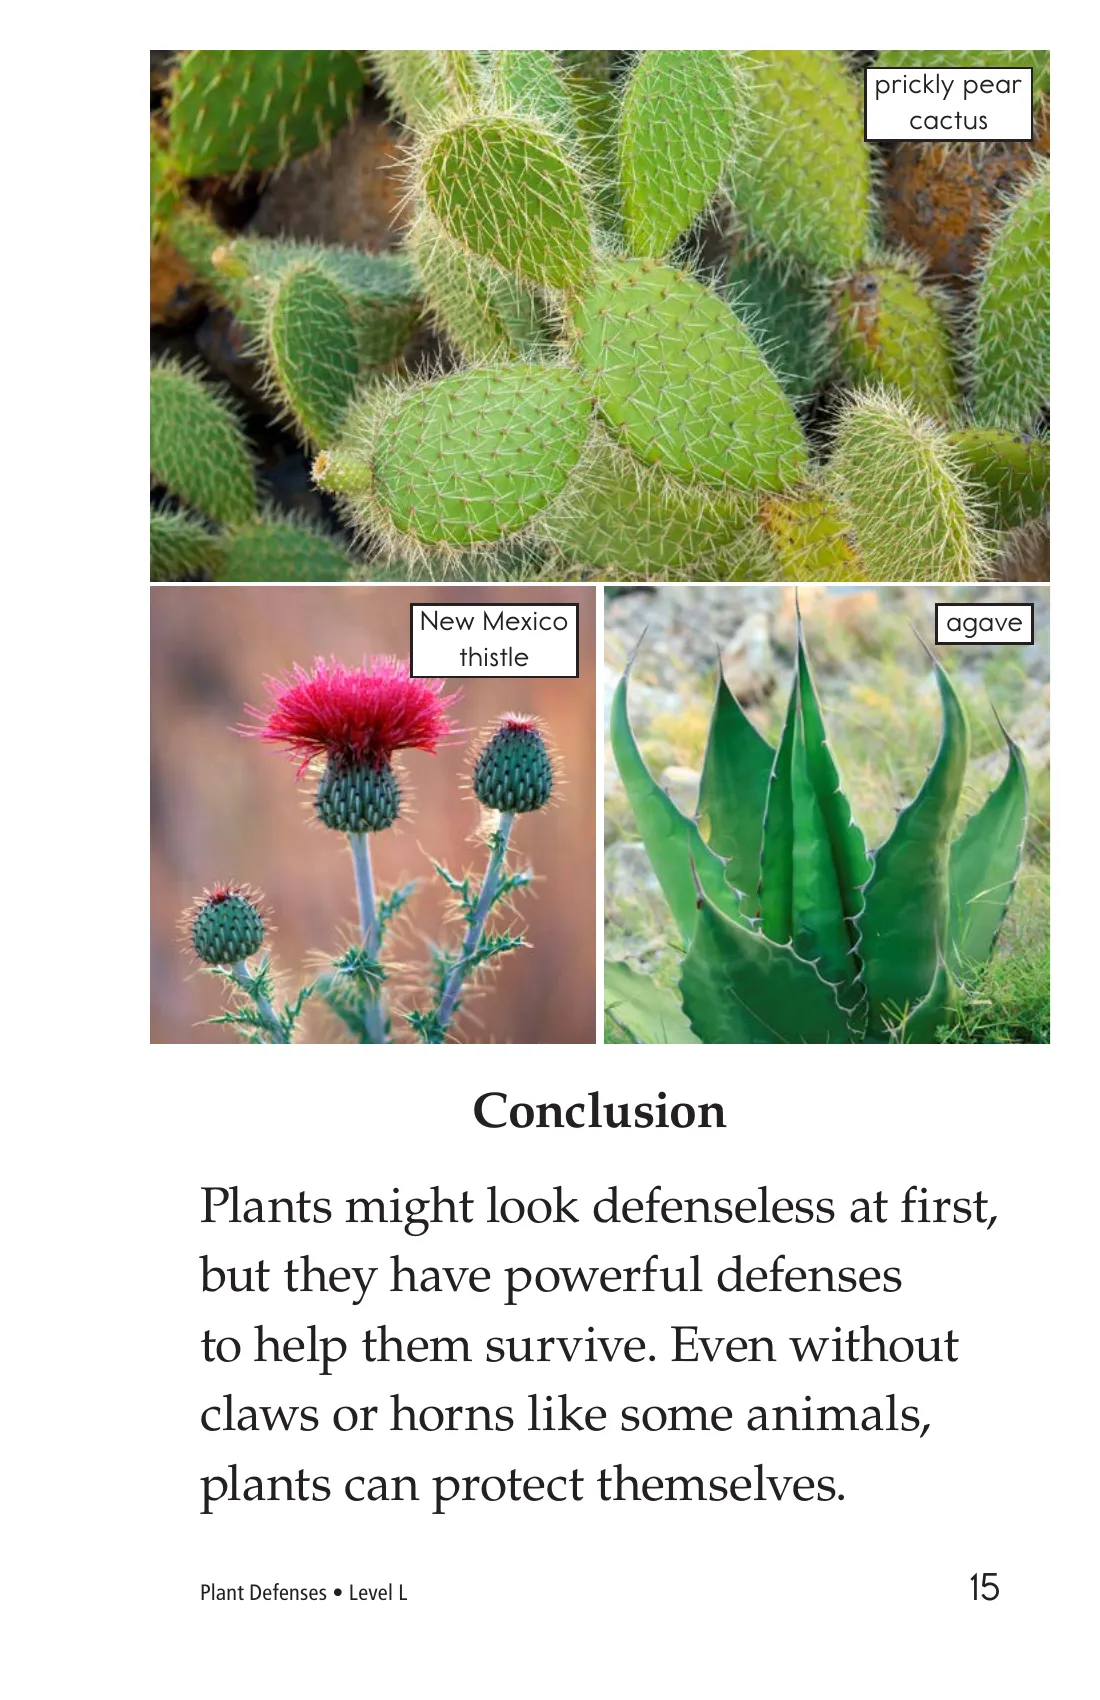 prickly pear
cactus
New Mexico
thistle
agave
Conclusion
Plants might look defenseless at first,
but they have powerful defenses
to help them survive. Even without
claws or horns like some animals,
plants can protect themselves.
Plant Defenses • Level L
15